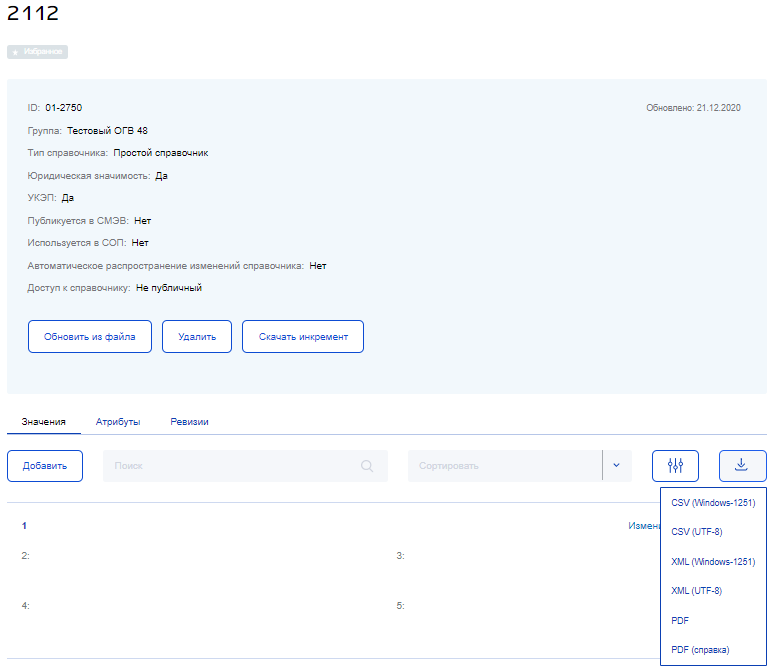 2112
★ Избранное
ID: 01-2750
Обновлено: 21.12.2020
Группа: Тестовый ОГВ 48
Тип справочника: Простой справочник
Юридическая значимость: Да
УКЭП: Да
Публикуется в СМЭВ: Нет
Используется в СОП: Нет
Автоматическое распространение изменений справочника: Нет
Доступ к справочнику: Не публичный
Обновить из файла Удалить Скачать инкремент
Значения Атрибуты Ревизии
Добавить Поиск Сортировать
CSV (Windows-1251)
1 Измени
CSV (UTF-8)
2: 3:
XML (Windows-1251)
XML (UTF-8)
4: 5:
PDF
PDF (справка)